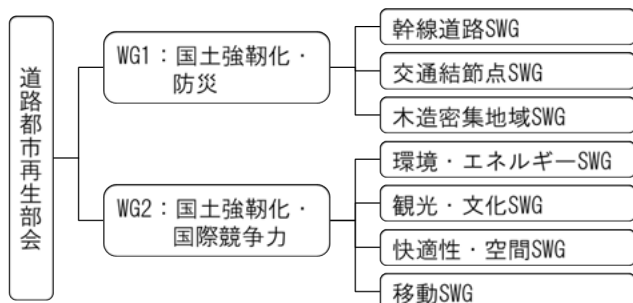 道路都市再生部会
WG1：国土強靭化・
防災
幹線道路SWG
交通結節点SWG
木造密集地域SWG
WG2：国土強靭化・
国際競争力
環境・エネルギーSWG
観光・文化SWG
快適性・空間SWG
移動SWG